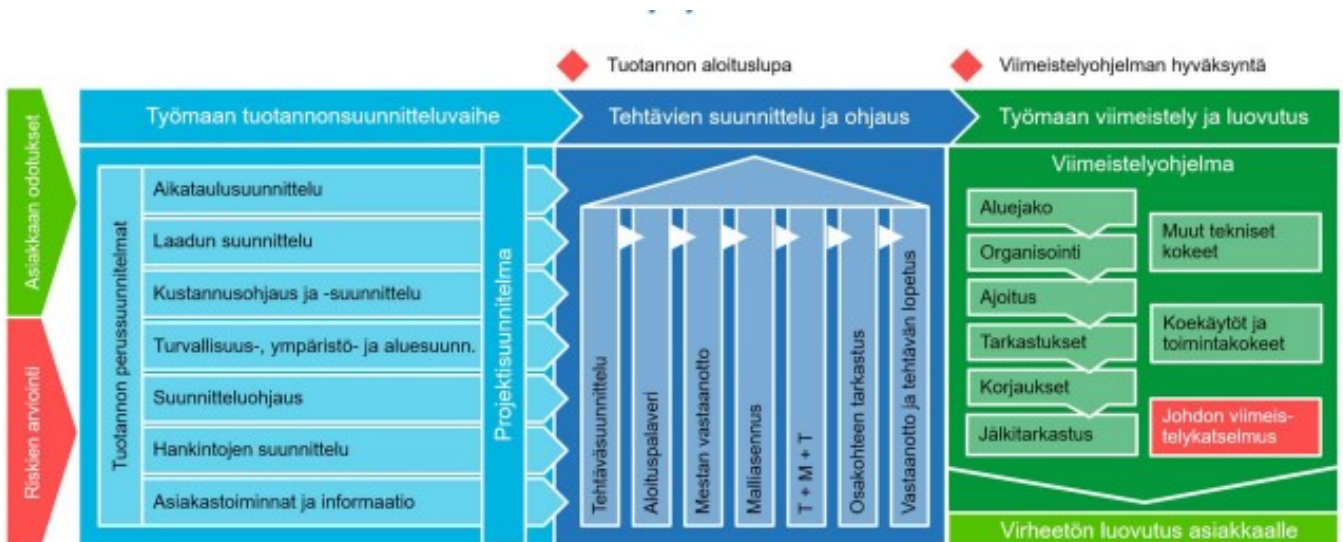 Tuotannon aloituslupa
Viimeistelyohjelman hyväksyntä
Asiakkaan odotukset
Riskien arviointi
Työmaan tuotannonsuunnitteluvaihe
Tuotannon perussuunnitelmat
Aikataulusuunnittelu
Laadun suunnittelu
Kustannusohjaus ja -suunnittelu
Turvallisuus-, ympäristö- ja aluesuunn.
Suunnitteluohjaus
Hankintojen suunnittelu
Asiakastoiminnat ja informaatio
Projektisuunnitelma
Tehtävien suunnittelu ja ohjaus
Tehtäväsuunnittelu
Aloituspalaveri
Mestan vastaanotto
Malliasennus
T + M + T
Osakohteen tarkastus
Vastaanotto ja tehtävän lopetus
Työmaan viimeistely ja luovutus
Viimeistelyohjelma
Aluejako
Organisointi
Ajoitus
Tarkastukset
Korjaukset
Jälkitarkastus
Muut tekniset
kokeet
Koekäytöt ja
toimintakokeet
Johdon viimeis-
telykatselmus
Virheetön luovutus asiakkaalle